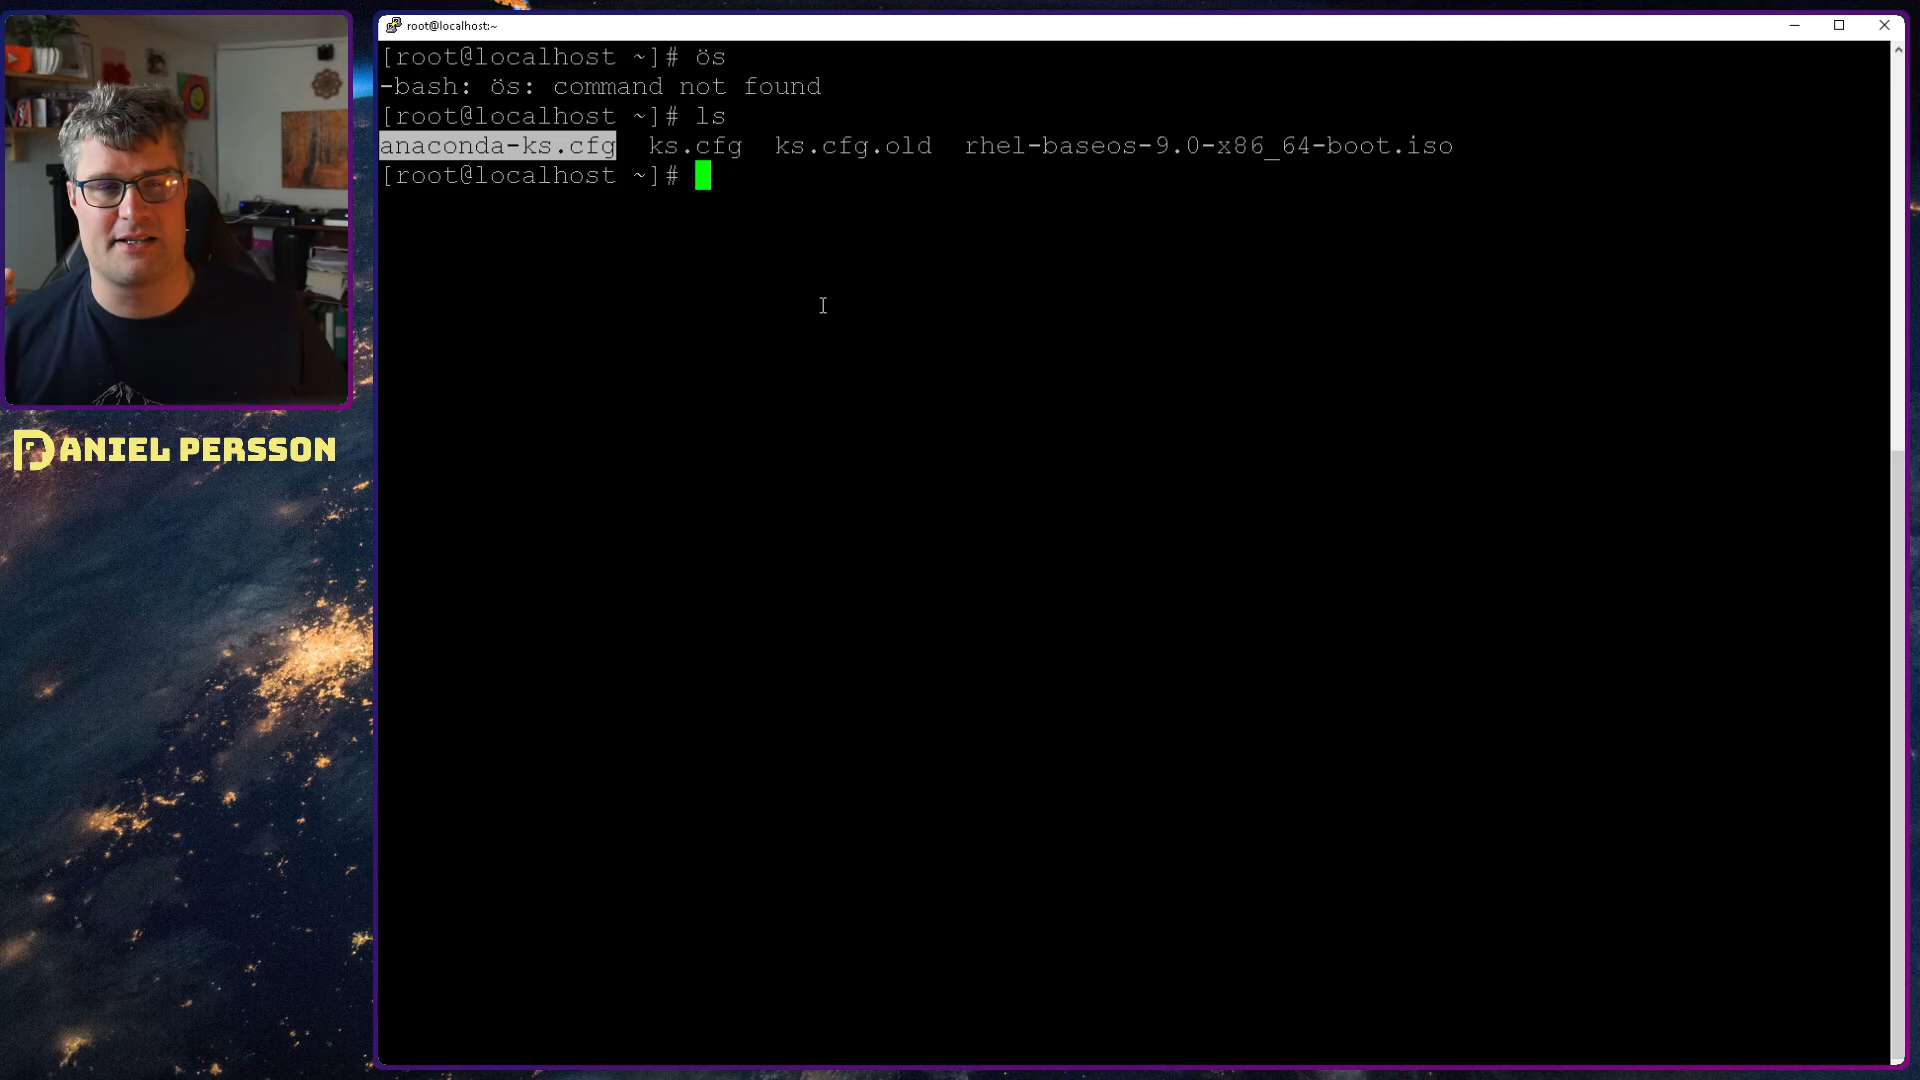 root@localhost:~
[root@localhost ~]# ös
-bash: ös: command not found
[root@localhost ~]# ls
anaconda-ks.cfg  ks.cfg  ks.cfg.old  rhel-baseos-9.0-x86_64-boot.iso
[root@localhost ~]#
DANIEL PERSSON